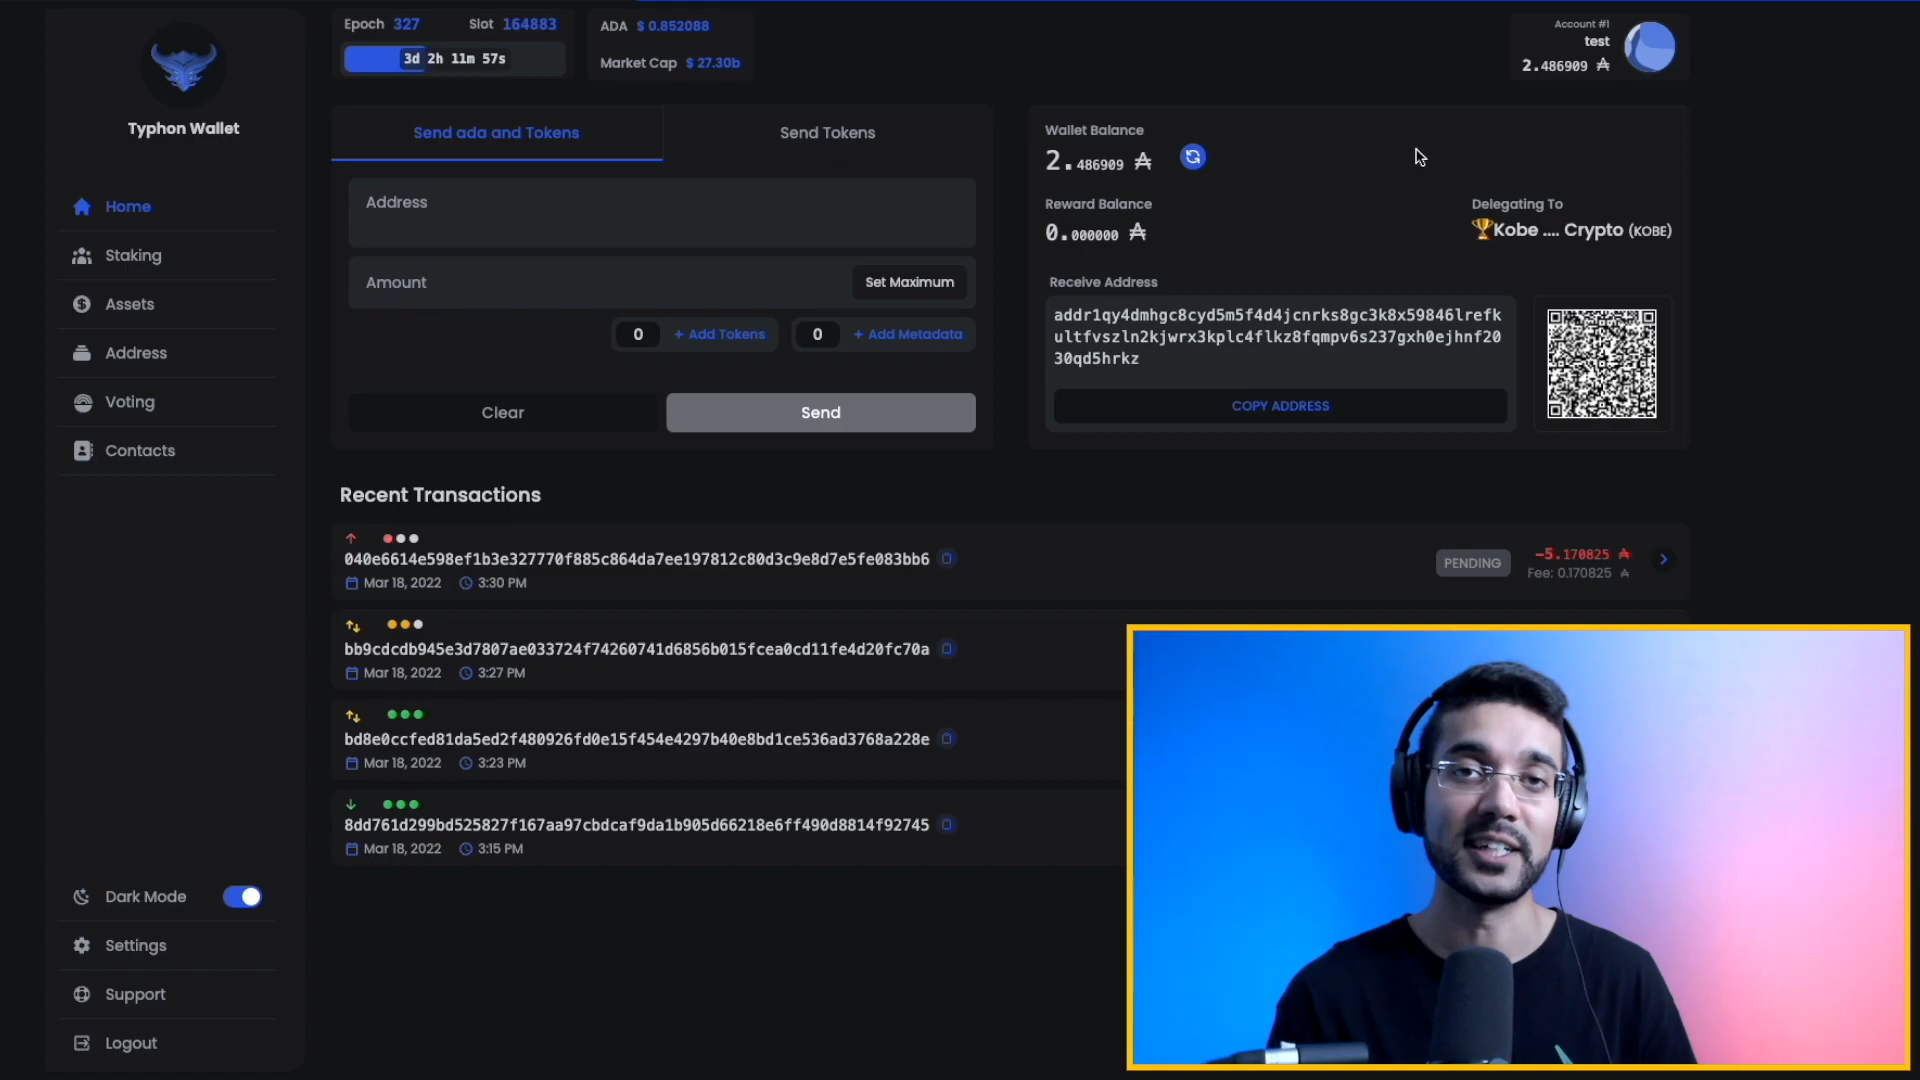 Typhon Wallet
Home
Staking
Assets
Address
Voting
Contacts
Dark Mode
Settings
Support
Logout
Epoch 327 Slot 164883
3d 2h 11m 57s
ADA $ 0.852088
Market Cap $ 27.30b
Account #1
test
2.486909 ₳
Send ada and Tokens Send Tokens
Address
Amount Set Maximum
0 + Add Tokens 0 + Add Metadata
Clear Send
Wallet Balance
2.486909 ₳
Reward Balance
0.000000 ₳
Delegating To
🏆Kobe .... Crypto (KOBE)
Receive Address
addr1qy4dmhgc8cyd5m5f4d4jcnrks8gc3k8x59846lrefk
ultfvszln2kjwrx3kplc4flkz8fqmpv6s237gxh0ejhnf20
30qd5hrkz
COPY ADDRESS
Recent Transactions
040e6614e598ef1b3e327770f885c864da7ee197812c80d3c9e8d7e5fe083bb6
Mar 18, 2022 3:30 PM
PENDING
-5.170825 ₳
Fee: 0.170825 ₳
bb9cdcdb945e3d7807ae033724f74260741d6856b015fcea0cd11fe4d20fc70a
Mar 18, 2022 3:27 PM
bd8e0ccfed81da5ed2f480926fd0e15f454e4297b40e8bd1ce536ad3768a228e
Mar 18, 2022 3:23 PM
8dd761d299bd525827f167aa97cbdcaf9da1b905d66218e6ff490d8814f92745
Mar 18, 2022 3:15 PM